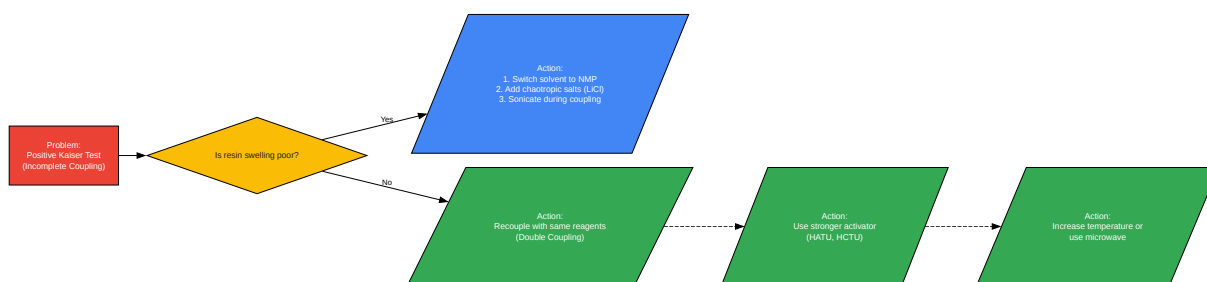 Problem:
Positive Kaiser Test
(Incomplete Coupling)
Is resin swelling poor?
Yes
Action:
1. Switch solvent to NMP
2. Add chaotropic salts (LiCl)
3. Sonicate during coupling
No
Action:
Recouple with same reagents
(Double Coupling)
Action:
Use stronger activator
(HATU, HCTU)
Action:
Increase temperature or
use microwave